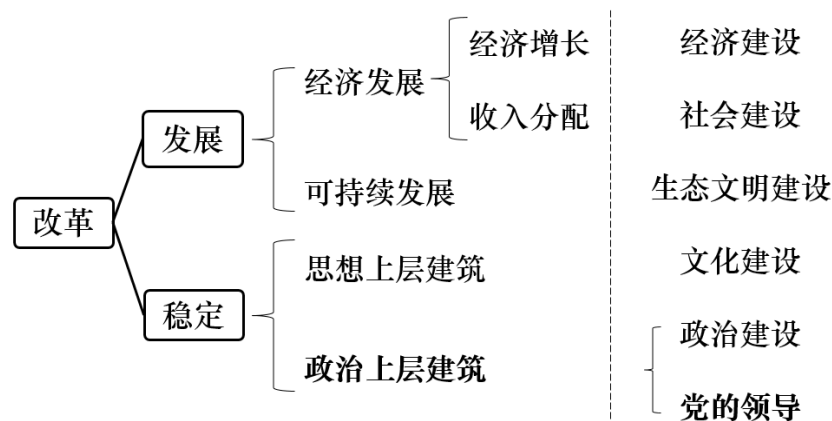 经济增长
经济建设
经济发展
收入分配
社会建设
发展
可持续发展
生态文明建设
改革
思想上层建筑
文化建设
稳定
政治建设
政治上层建筑
党的领导